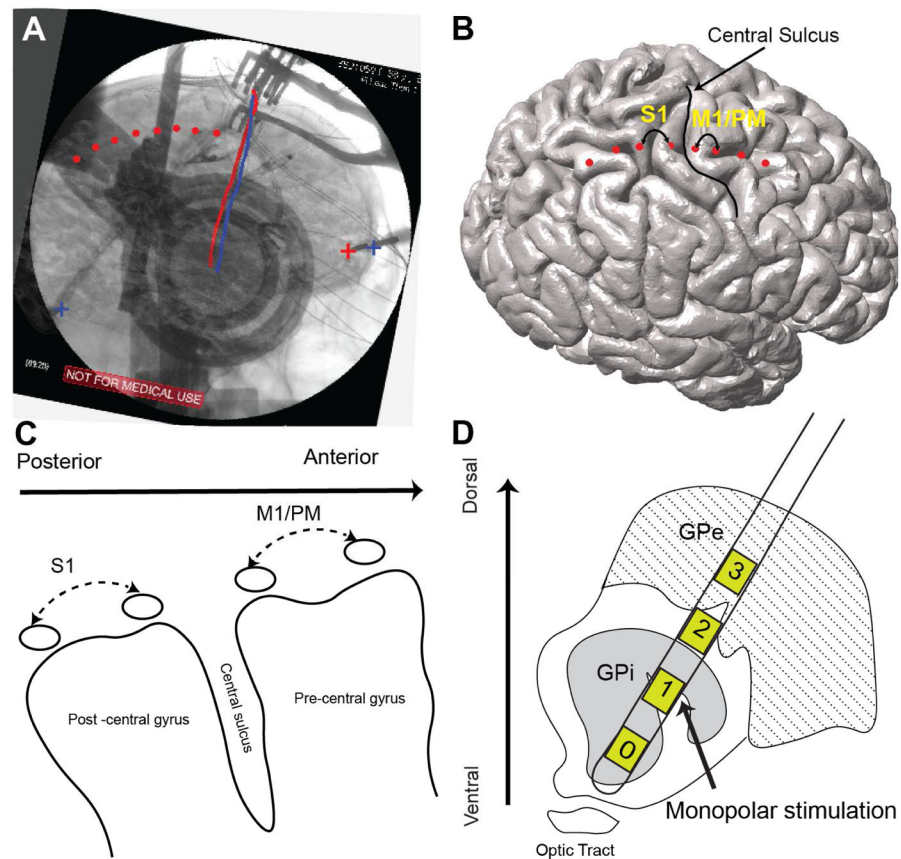 A
NOT FOR MEDICAL USE
B
Central Sulcus
S1
M1/PM
C
Posterior
Anterior
M1/PM
S1
Central sulcus
Post -central gyrus
Pre-central gyrus
D
Dorsal
GPe
3
2
GPi
1
0
Monopolar stimulation
Ventral
Optic Tract